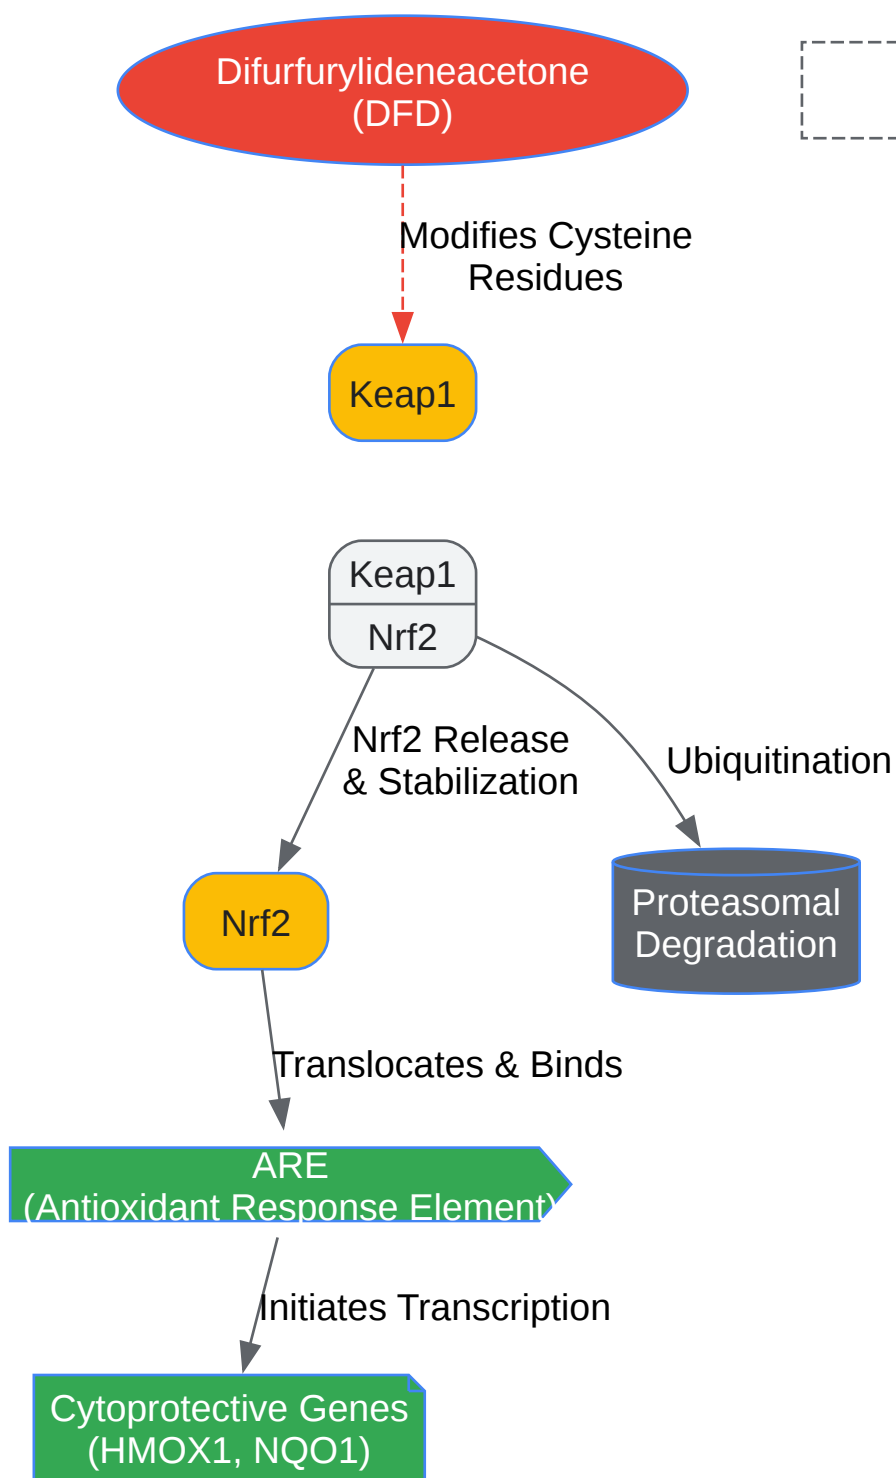 Difurfurylideneacetone
(DFD)
Modifies Cysteine
Residues
Keap1
Keap1
Nrf2
Nrf2 Release
& Stabilization
Ubiquitination
Nrf2
Proteasomal
Degradation
Translocates & Binds
ARE
(Antioxidant Response Element)
Initiates Transcription
Cytoprotective Genes
(HMOX1, NQO1)